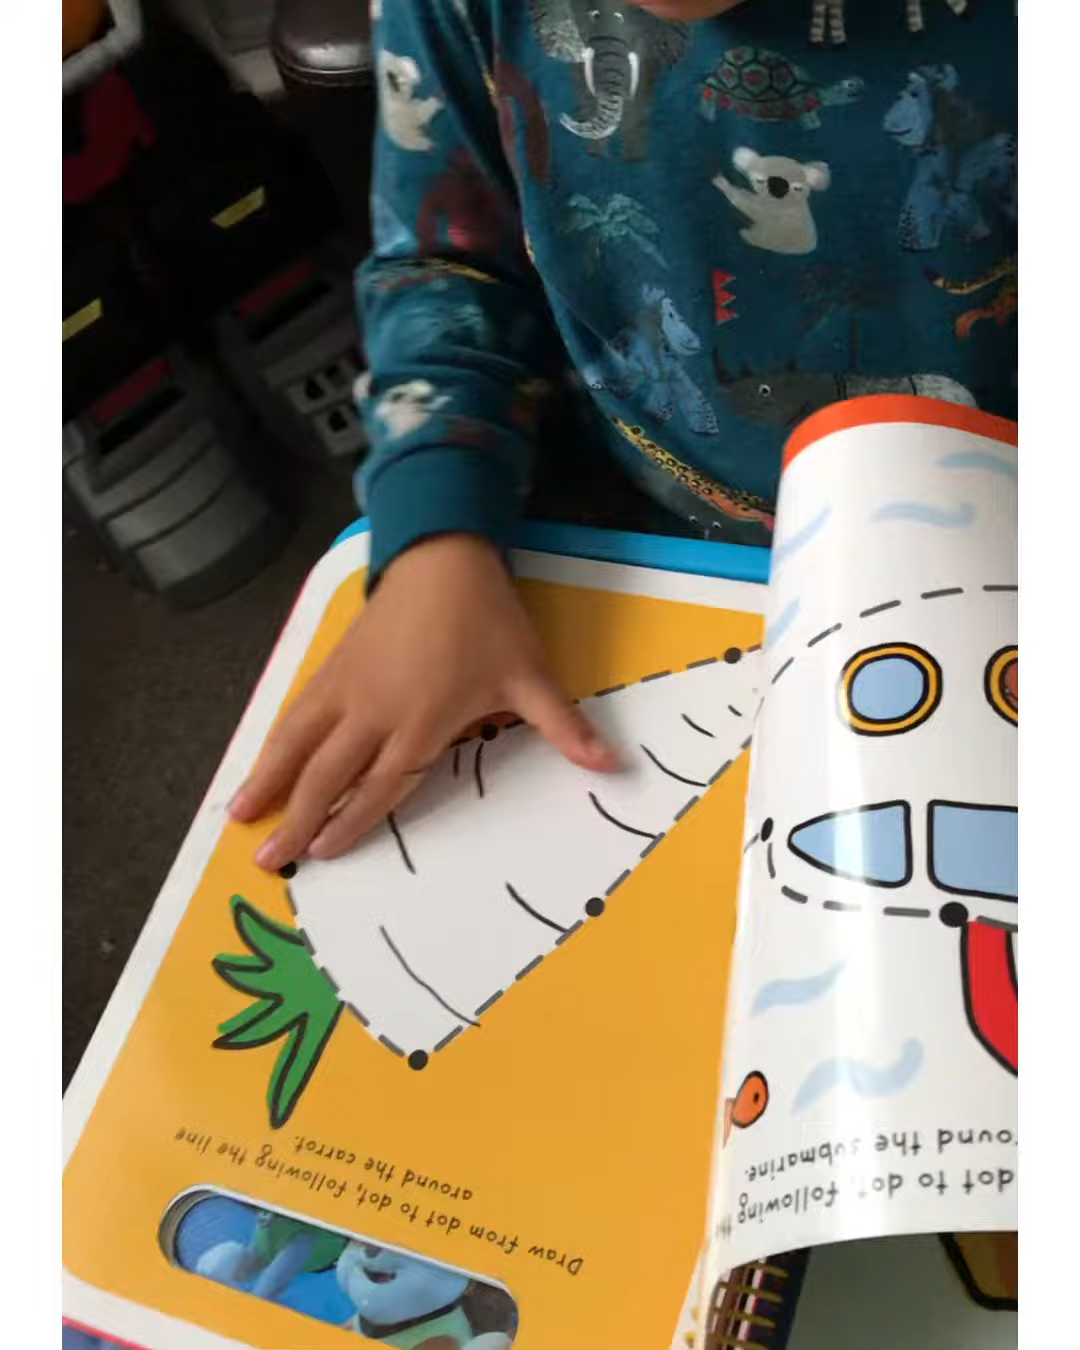 Draw from dot to dot, following the line
around the carrot.
dot to dot, following the
round the submarine.